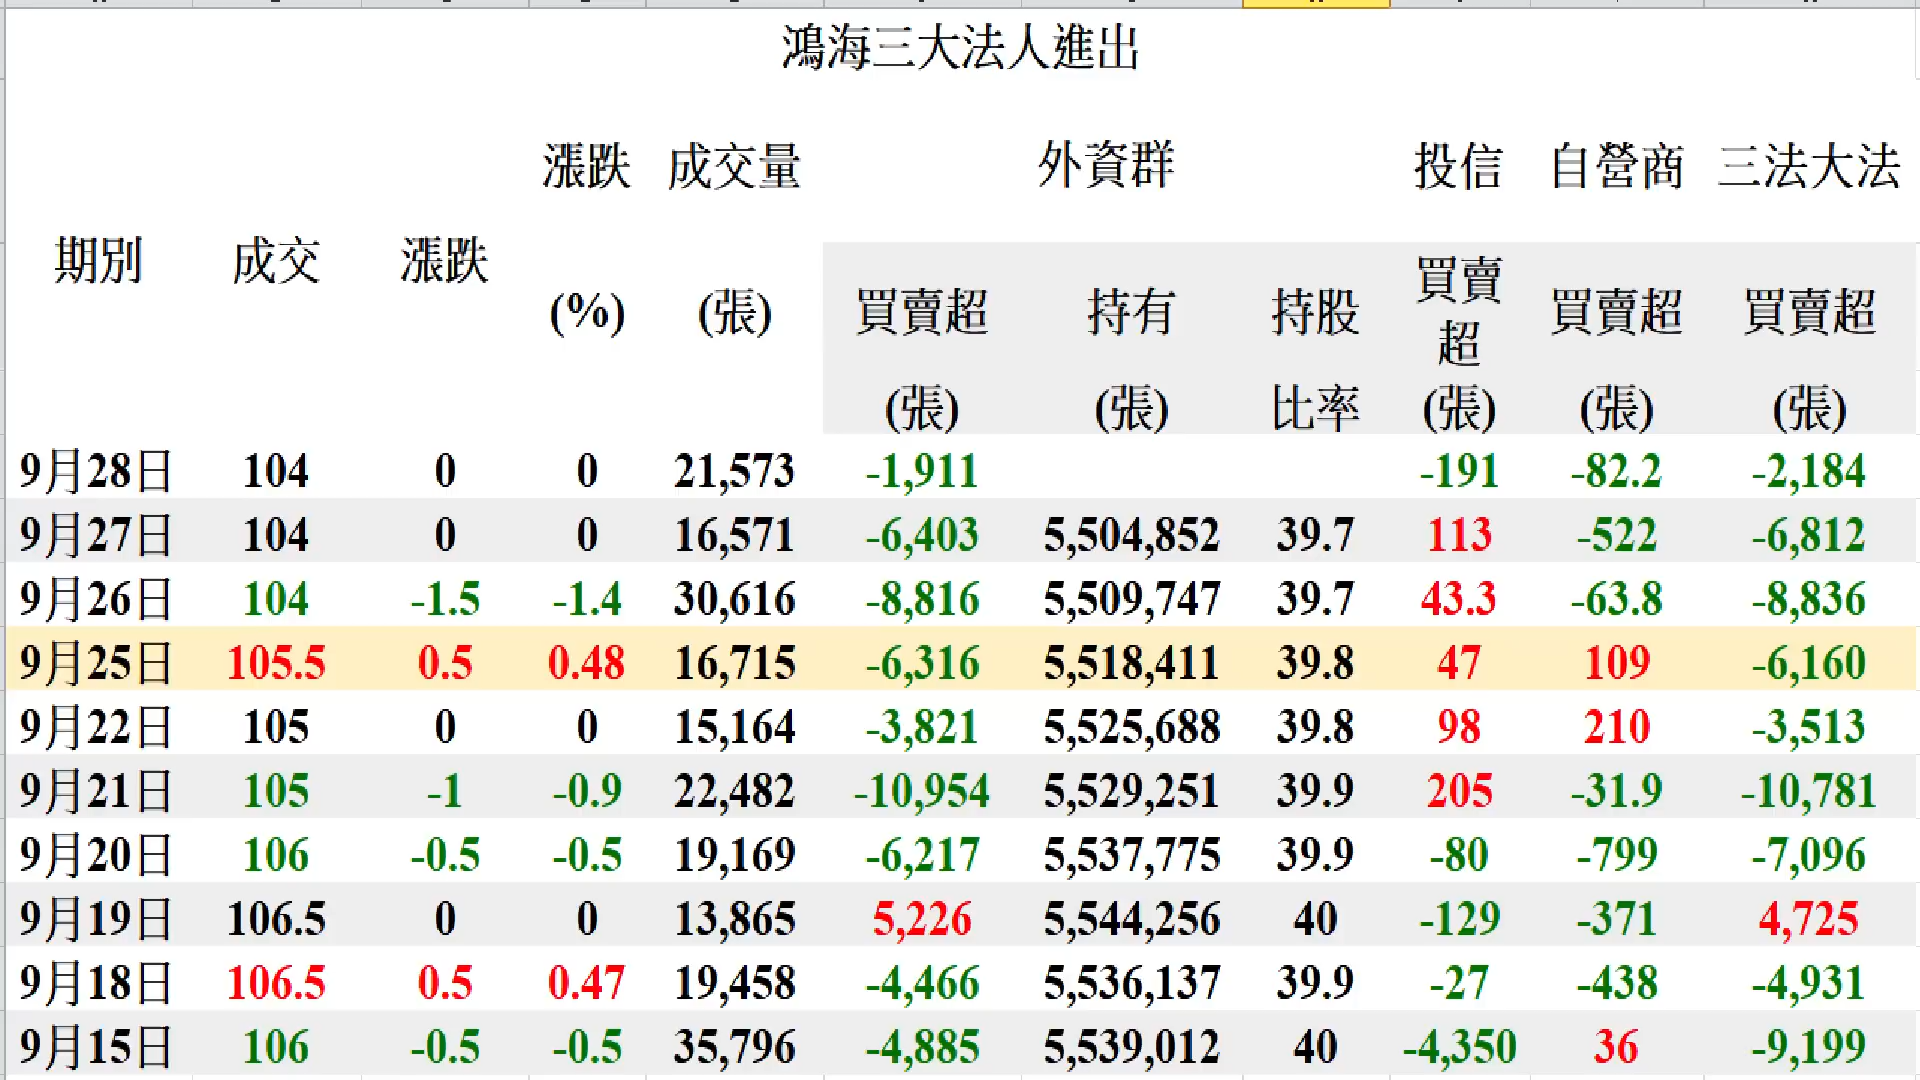 鴻海三大法人進出
期別 成交 漲跌 漲跌 (%) 成交量 (張) 外資群 投信 自營商 三法大法
買賣超 (張) 持有 (張) 持股 比率 買賣超 (張) 買賣超 (張) 買賣超 (張)
9月28日 104 0 0 21,573 -1,911 -191 -82.2 -2,184
9月27日 104 0 0 16,571 -6,403 5,504,852 39.7 113 -522 -6,812
9月26日 104 -1.5 -1.4 30,616 -8,816 5,509,747 39.7 43.3 -63.8 -8,836
9月25日 105.5 0.5 0.48 16,715 -6,316 5,518,411 39.8 47 109 -6,160
9月22日 105 0 0 15,164 -3,821 5,525,688 39.8 98 210 -3,513
9月21日 105 -1 -0.9 22,482 -10,954 5,529,251 39.9 205 -31.9 -10,781
9月20日 106 -0.5 -0.5 19,169 -6,217 5,537,775 39.9 -80 -799 -7,096
9月19日 106.5 0 0 13,865 5,226 5,544,256 40 -129 -371 4,725
9月18日 106.5 0.5 0.47 19,458 -4,466 5,536,137 39.9 -27 -438 -4,931
9月15日 106 -0.5 -0.5 35,796 -4,885 5,539,012 40 -4,350 36 -9,199